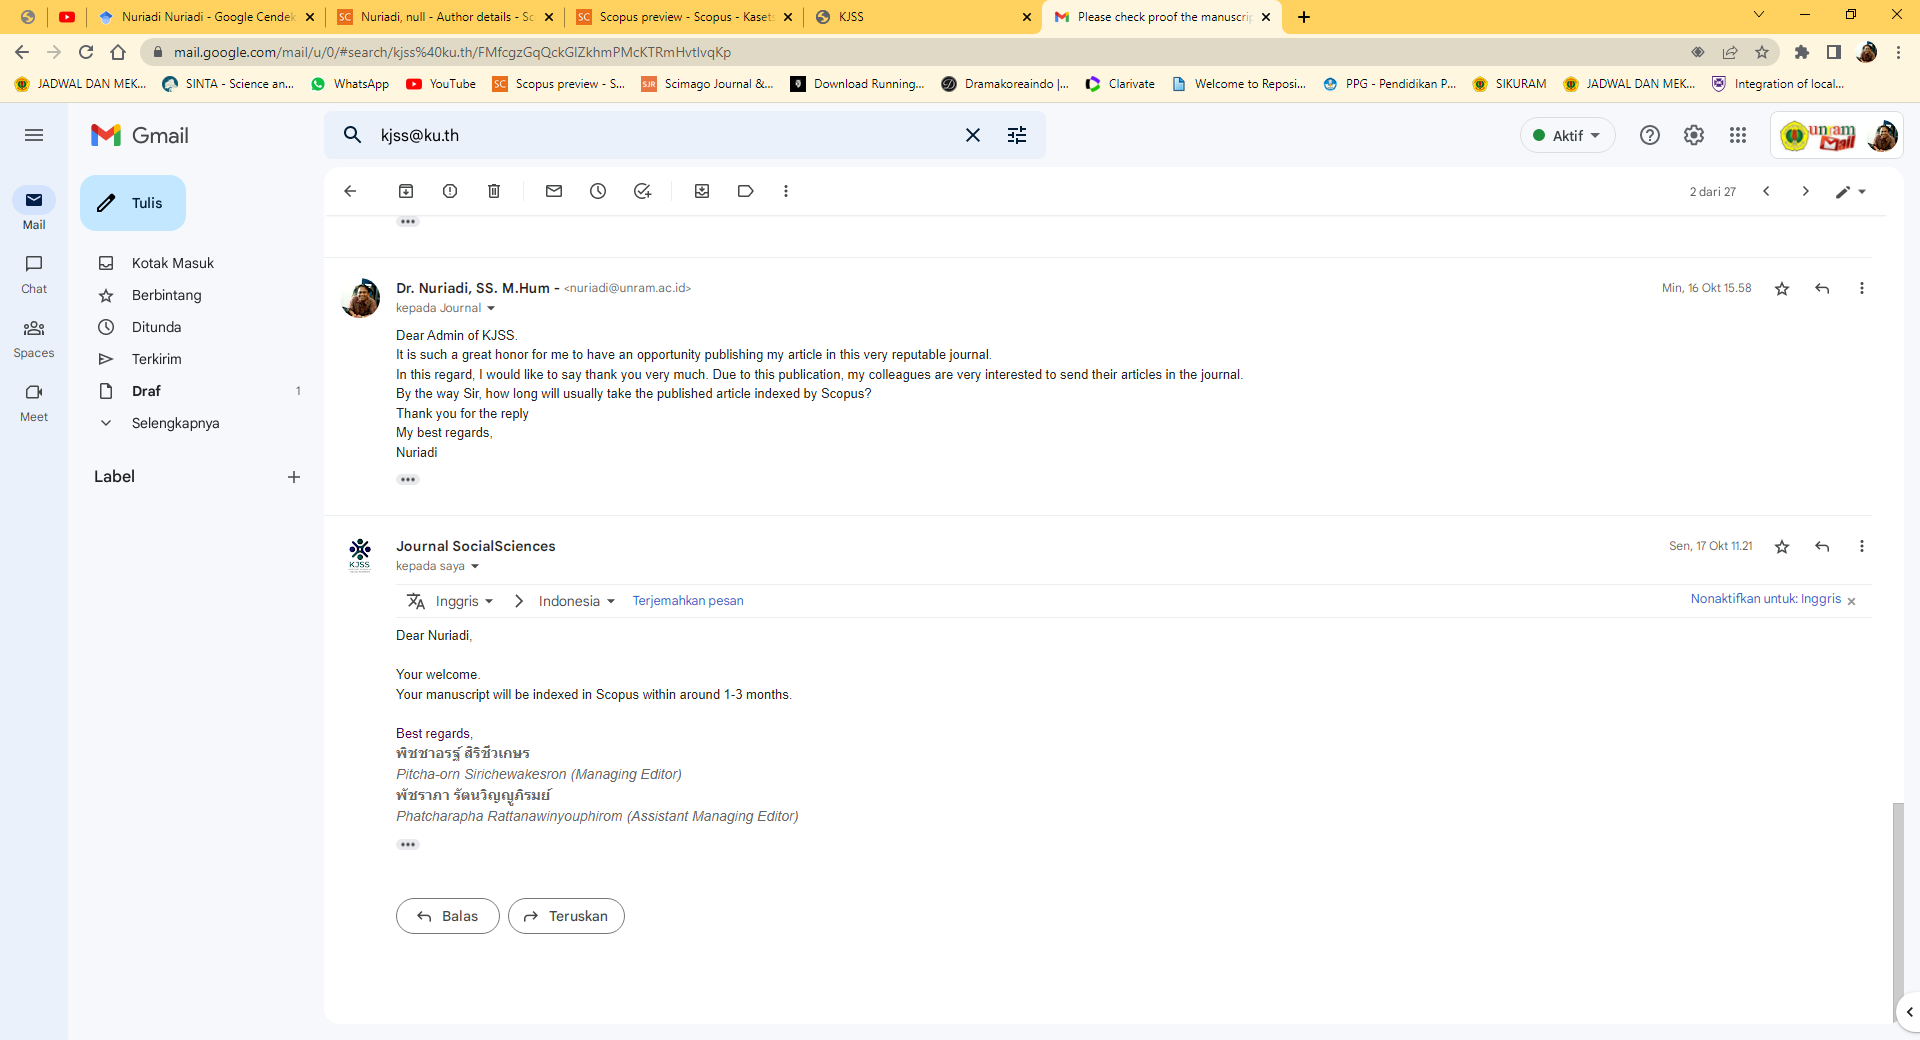 Nuriadi Nuriadi - Google Cendek
Nuriadi, null - Author details - Sc
Scopus preview - Scopus - Kasets
KJSS
Please check proof the manuscrip
mail.google.com/mail/u/0/#search/kjss%40ku.th/FMfcgzGqQckGlZkhmPMcKTRmHvtlvqKp
JADWAL DAN MEK...
SINTA - Science an...
WhatsApp
YouTube
Scopus preview - S...
Scimago Journal &...
Download Running...
Dramakoreaindo |...
Clarivate
Welcome to Reposi...
PPG - Pendidikan P...
SIKURAM
JADWAL DAN MEK...
Integration of local...
Gmail
kjss@ku.th
Aktif
unram
Mail
Tulis
2 dari 27
Mail
Chat
Spaces
Meet
Kotak Masuk
Berbintang
Ditunda
Terkirim
Draf 1
Selengkapnya
Label
Dr. Nuriadi, SS. M.Hum - <nuriadi@unram.ac.id>
Min, 16 Okt 15.58
kepada Journal
Dear Admin of KJSS.
It is such a great honor for me to have an opportunity publishing my article in this very reputable journal.
In this regard, I would like to say thank you very much. Due to this publication, my colleagues are very interested to send their articles in the journal.
By the way Sir, how long will usually take the published article indexed by Scopus?
Thank you for the reply
My best regards,
Nuriadi
KJSS
Journal SocialSciences
Sen, 17 Okt 11.21
kepada saya
Inggris
Indonesia
Terjemahkan pesan
Nonaktifkan untuk: Inggris
Dear Nuriadi,
Your welcome.
Your manuscript will be indexed in Scopus within around 1-3 months.
Best regards,
พิชชาอรฐ์ สิริชีวเกษร
Pitcha-orn Sirichewakesron (Managing Editor)
พัชราภา รัตนวิญญูภิรมย์
Phatcharapha Rattanawinyouphirom (Assistant Managing Editor)
Balas
Teruskan